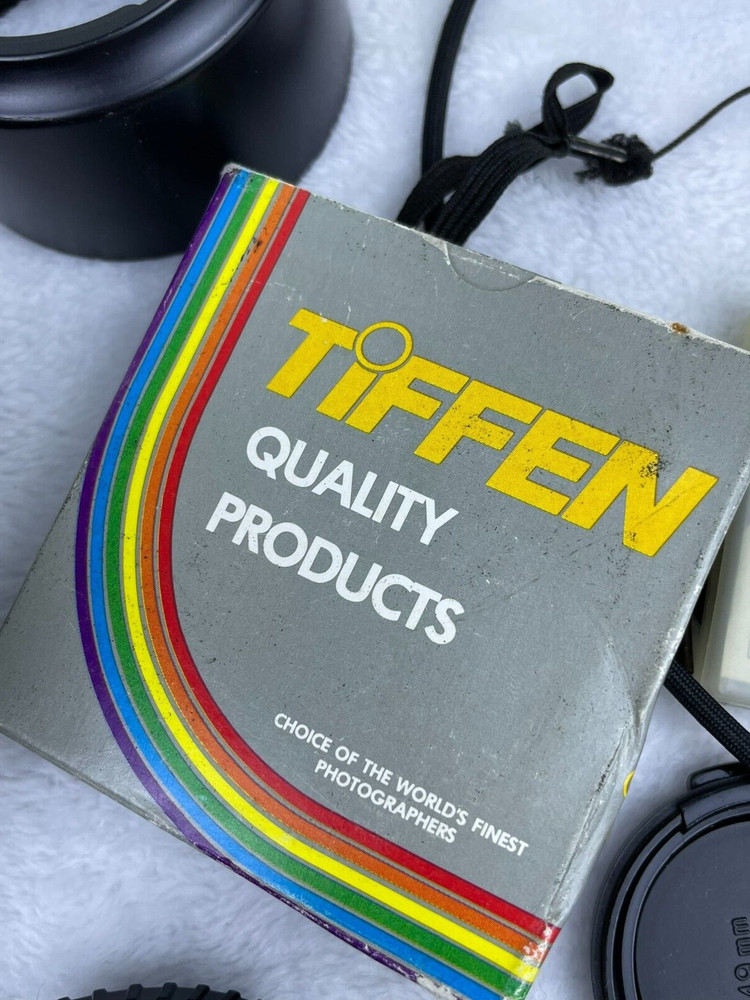 TiFFEN
QUALITY
PRODUCTS
CHOICE OF THE WORLD'S FINEST
PHOTOGRAPHERS